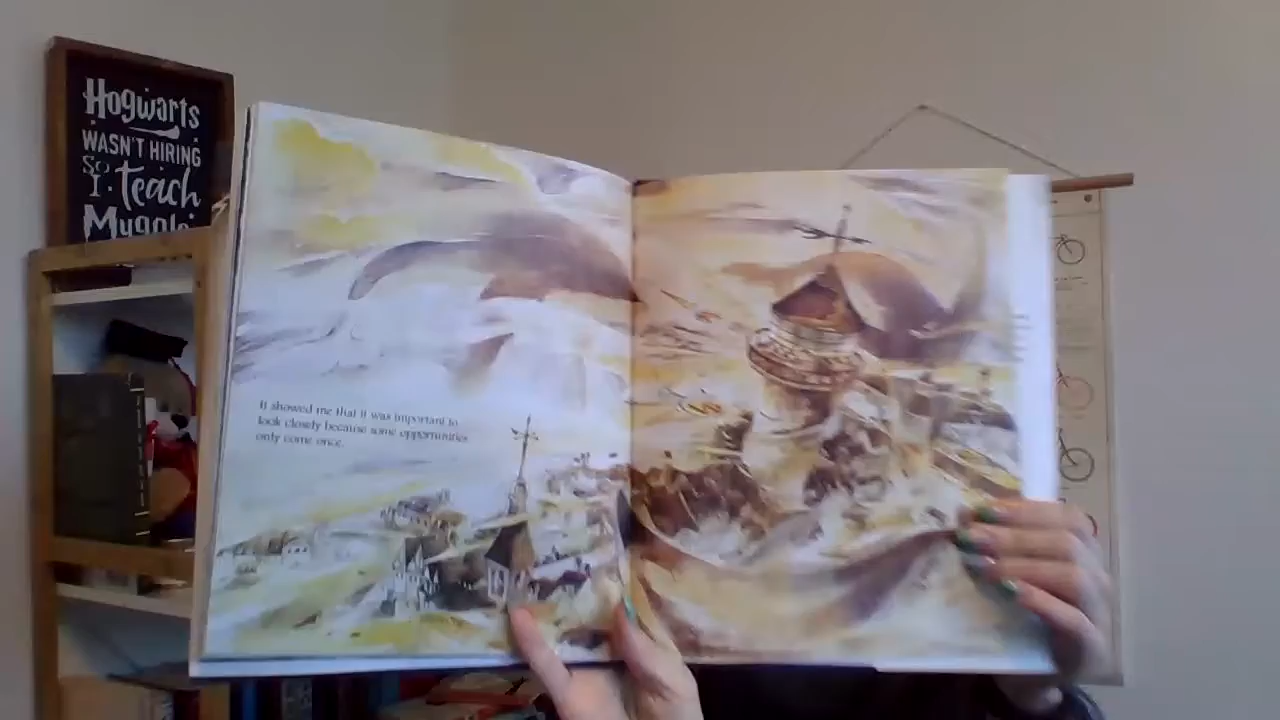 Hogwarts
WASN'T HIRING
So
I teach
Muggle
It showed me that it was important to
look closely because some opportunities
only come once.